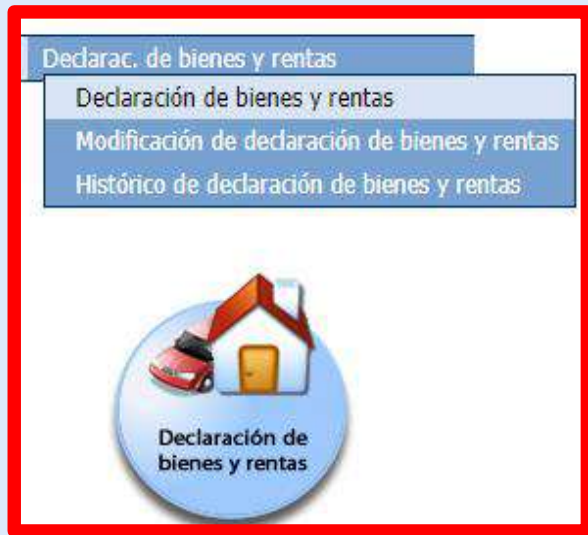 Declarac. de bienes y rentas
Declaración de bienes y rentas
Modificación de declaración de bienes y rentas
Histórico de declaración de bienes y rentas
Declaración de
bienes y rentas